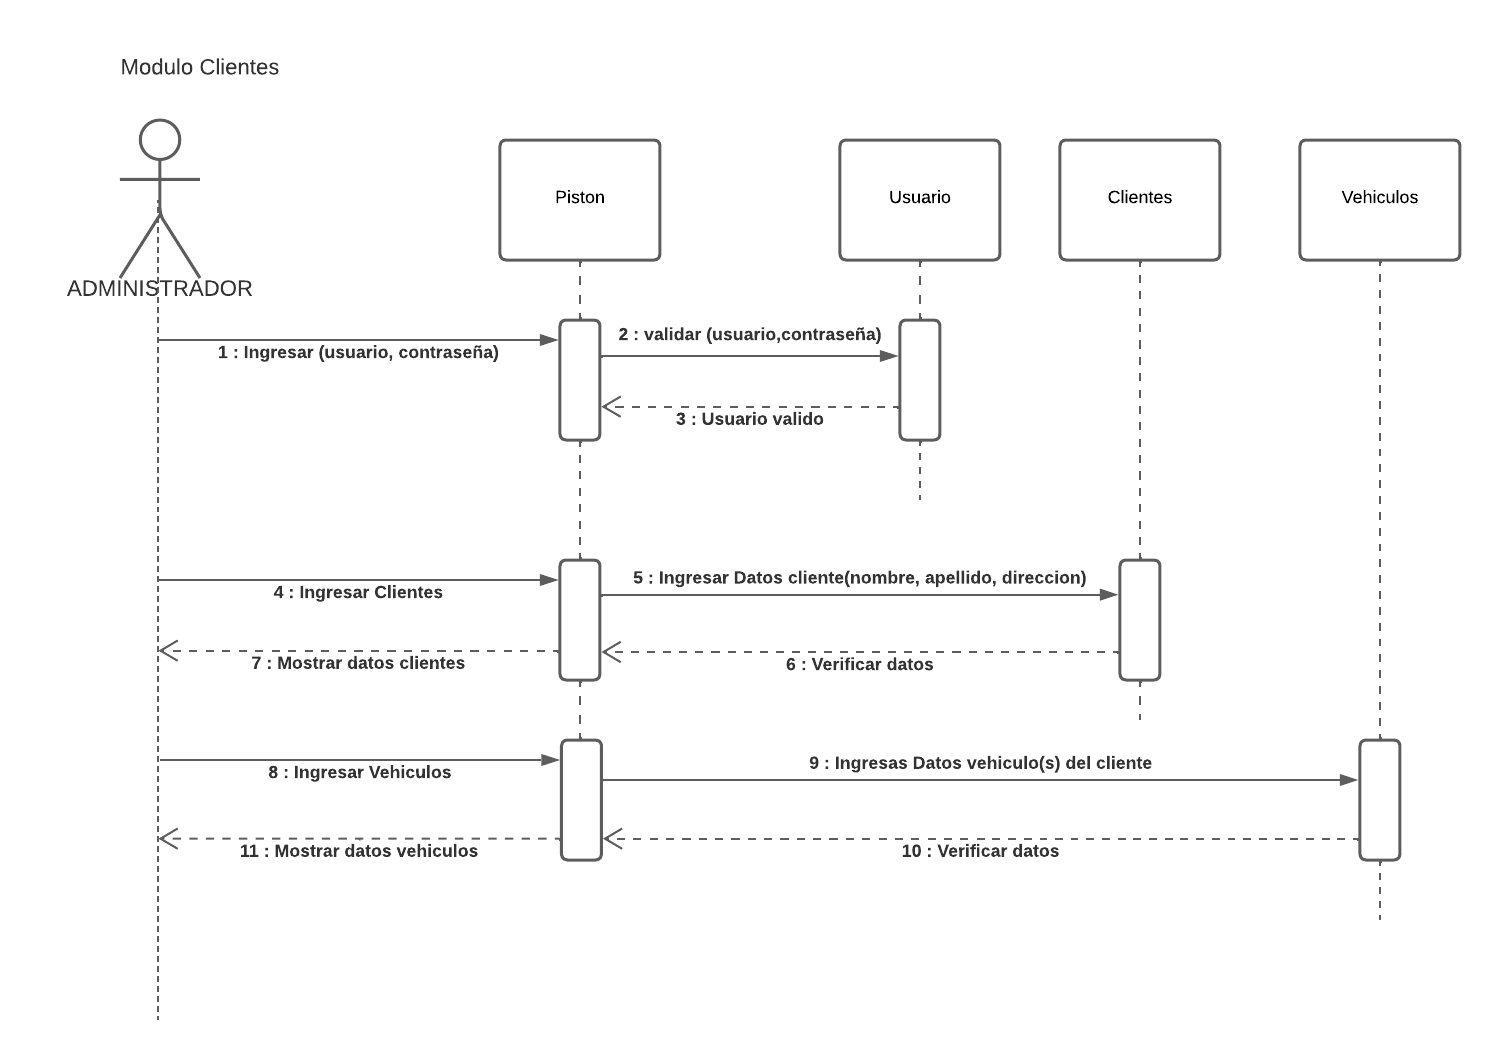 Modulo Clientes
Piston
Usuario
Clientes
Vehiculos
ADMINISTRADOR
1 : Ingresar (usuario, contraseña)
2 : validar (usuario,contraseña)
3 : Usuario valido
4 : Ingresar Clientes
5 : Ingresar Datos cliente(nombre, apellido, direccion)
7 : Mostrar datos clientes
6 : Verificar datos
8 : Ingresar Vehiculos
9 : Ingresas Datos vehiculo(s) del cliente
11 : Mostrar datos vehiculos
10 : Verificar datos